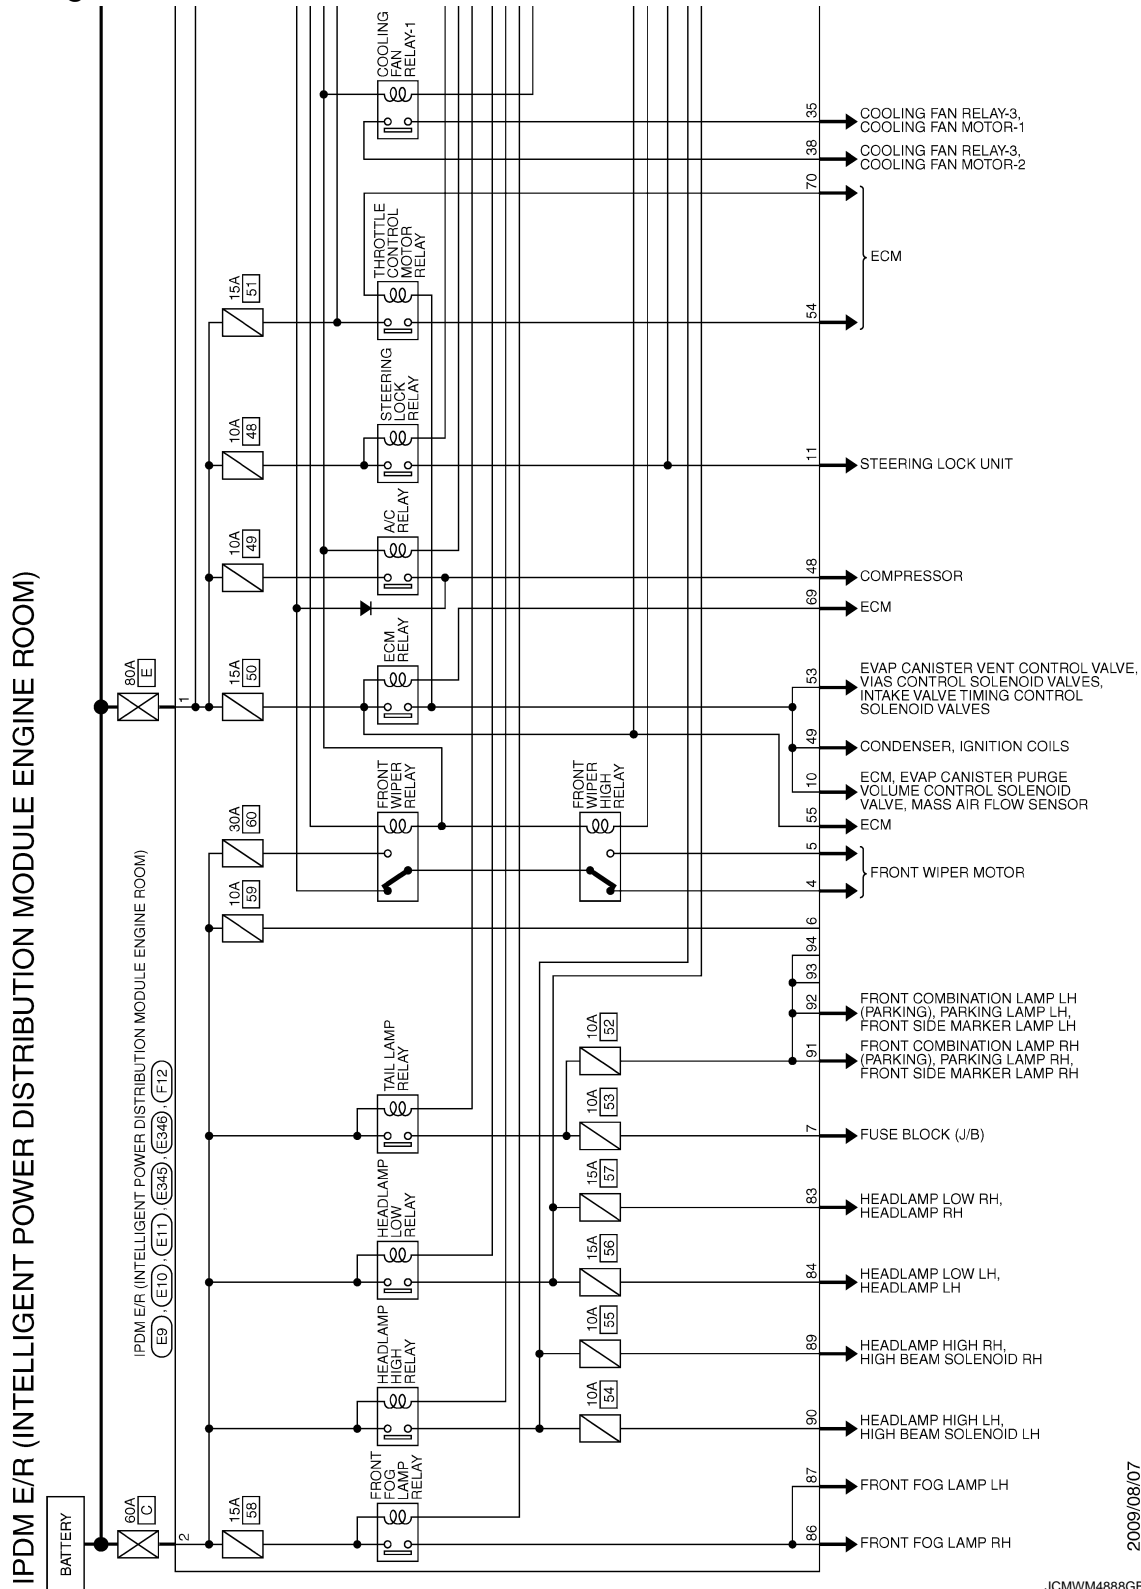 IPDM E/R (INTELLIGENT POWER DISTRIBUTION MODULE ENGINE ROOM)
BATTERY
80A
E
60A
C
1
2
IPDM E/R (INTELLIGENT POWER DISTRIBUTION MODULE ENGINE ROOM)
E9 , E10 , E11 , E345 , E346 , F12
COOLING
FAN
RELAY-1
35
COOLING FAN RELAY-3,
COOLING FAN MOTOR-1
38
COOLING FAN RELAY-3,
COOLING FAN MOTOR-2
70
THROTTLE
CONTROL
MOTOR
RELAY
ECM
15A
51
54
STEERING
LOCK
RELAY
10A
48
11
STEERING LOCK UNIT
A/C
RELAY
10A
49
48
COMPRESSOR
69
ECM
ECM
RELAY
15A
50
53
EVAP CANISTER VENT CONTROL VALVE,
VIAS CONTROL SOLENOID VALVES,
INTAKE VALVE TIMING CONTROL
SOLENOID VALVES
49
CONDENSER, IGNITION COILS
10
ECM, EVAP CANISTER PURGE
VOLUME CONTROL SOLENOID
VALVE, MASS AIR FLOW SENSOR
55
ECM
FRONT
WIPER
RELAY
FRONT
WIPER
HIGH
RELAY
30A
60
5
FRONT WIPER MOTOR
4
10A
59
6
94
93
92
FRONT COMBINATION LAMP LH
(PARKING), PARKING LAMP LH,
FRONT SIDE MARKER LAMP LH
10A
52
91
FRONT COMBINATION LAMP RH
(PARKING), PARKING LAMP RH,
FRONT SIDE MARKER LAMP RH
TAIL LAMP
RELAY
10A
53
7
FUSE BLOCK (J/B)
15A
57
83
HEADLAMP LOW RH,
HEADLAMP RH
HEADLAMP
LOW
RELAY
15A
56
84
HEADLAMP LOW LH,
HEADLAMP LH
10A
55
89
HEADLAMP HIGH RH,
HIGH BEAM SOLENOID RH
HEADLAMP
HIGH
RELAY
10A
54
90
HEADLAMP HIGH LH,
HIGH BEAM SOLENOID LH
87
FRONT FOG LAMP LH
FRONT
FOG
LAMP
RELAY
15A
58
86
FRONT FOG LAMP RH
2009/08/07